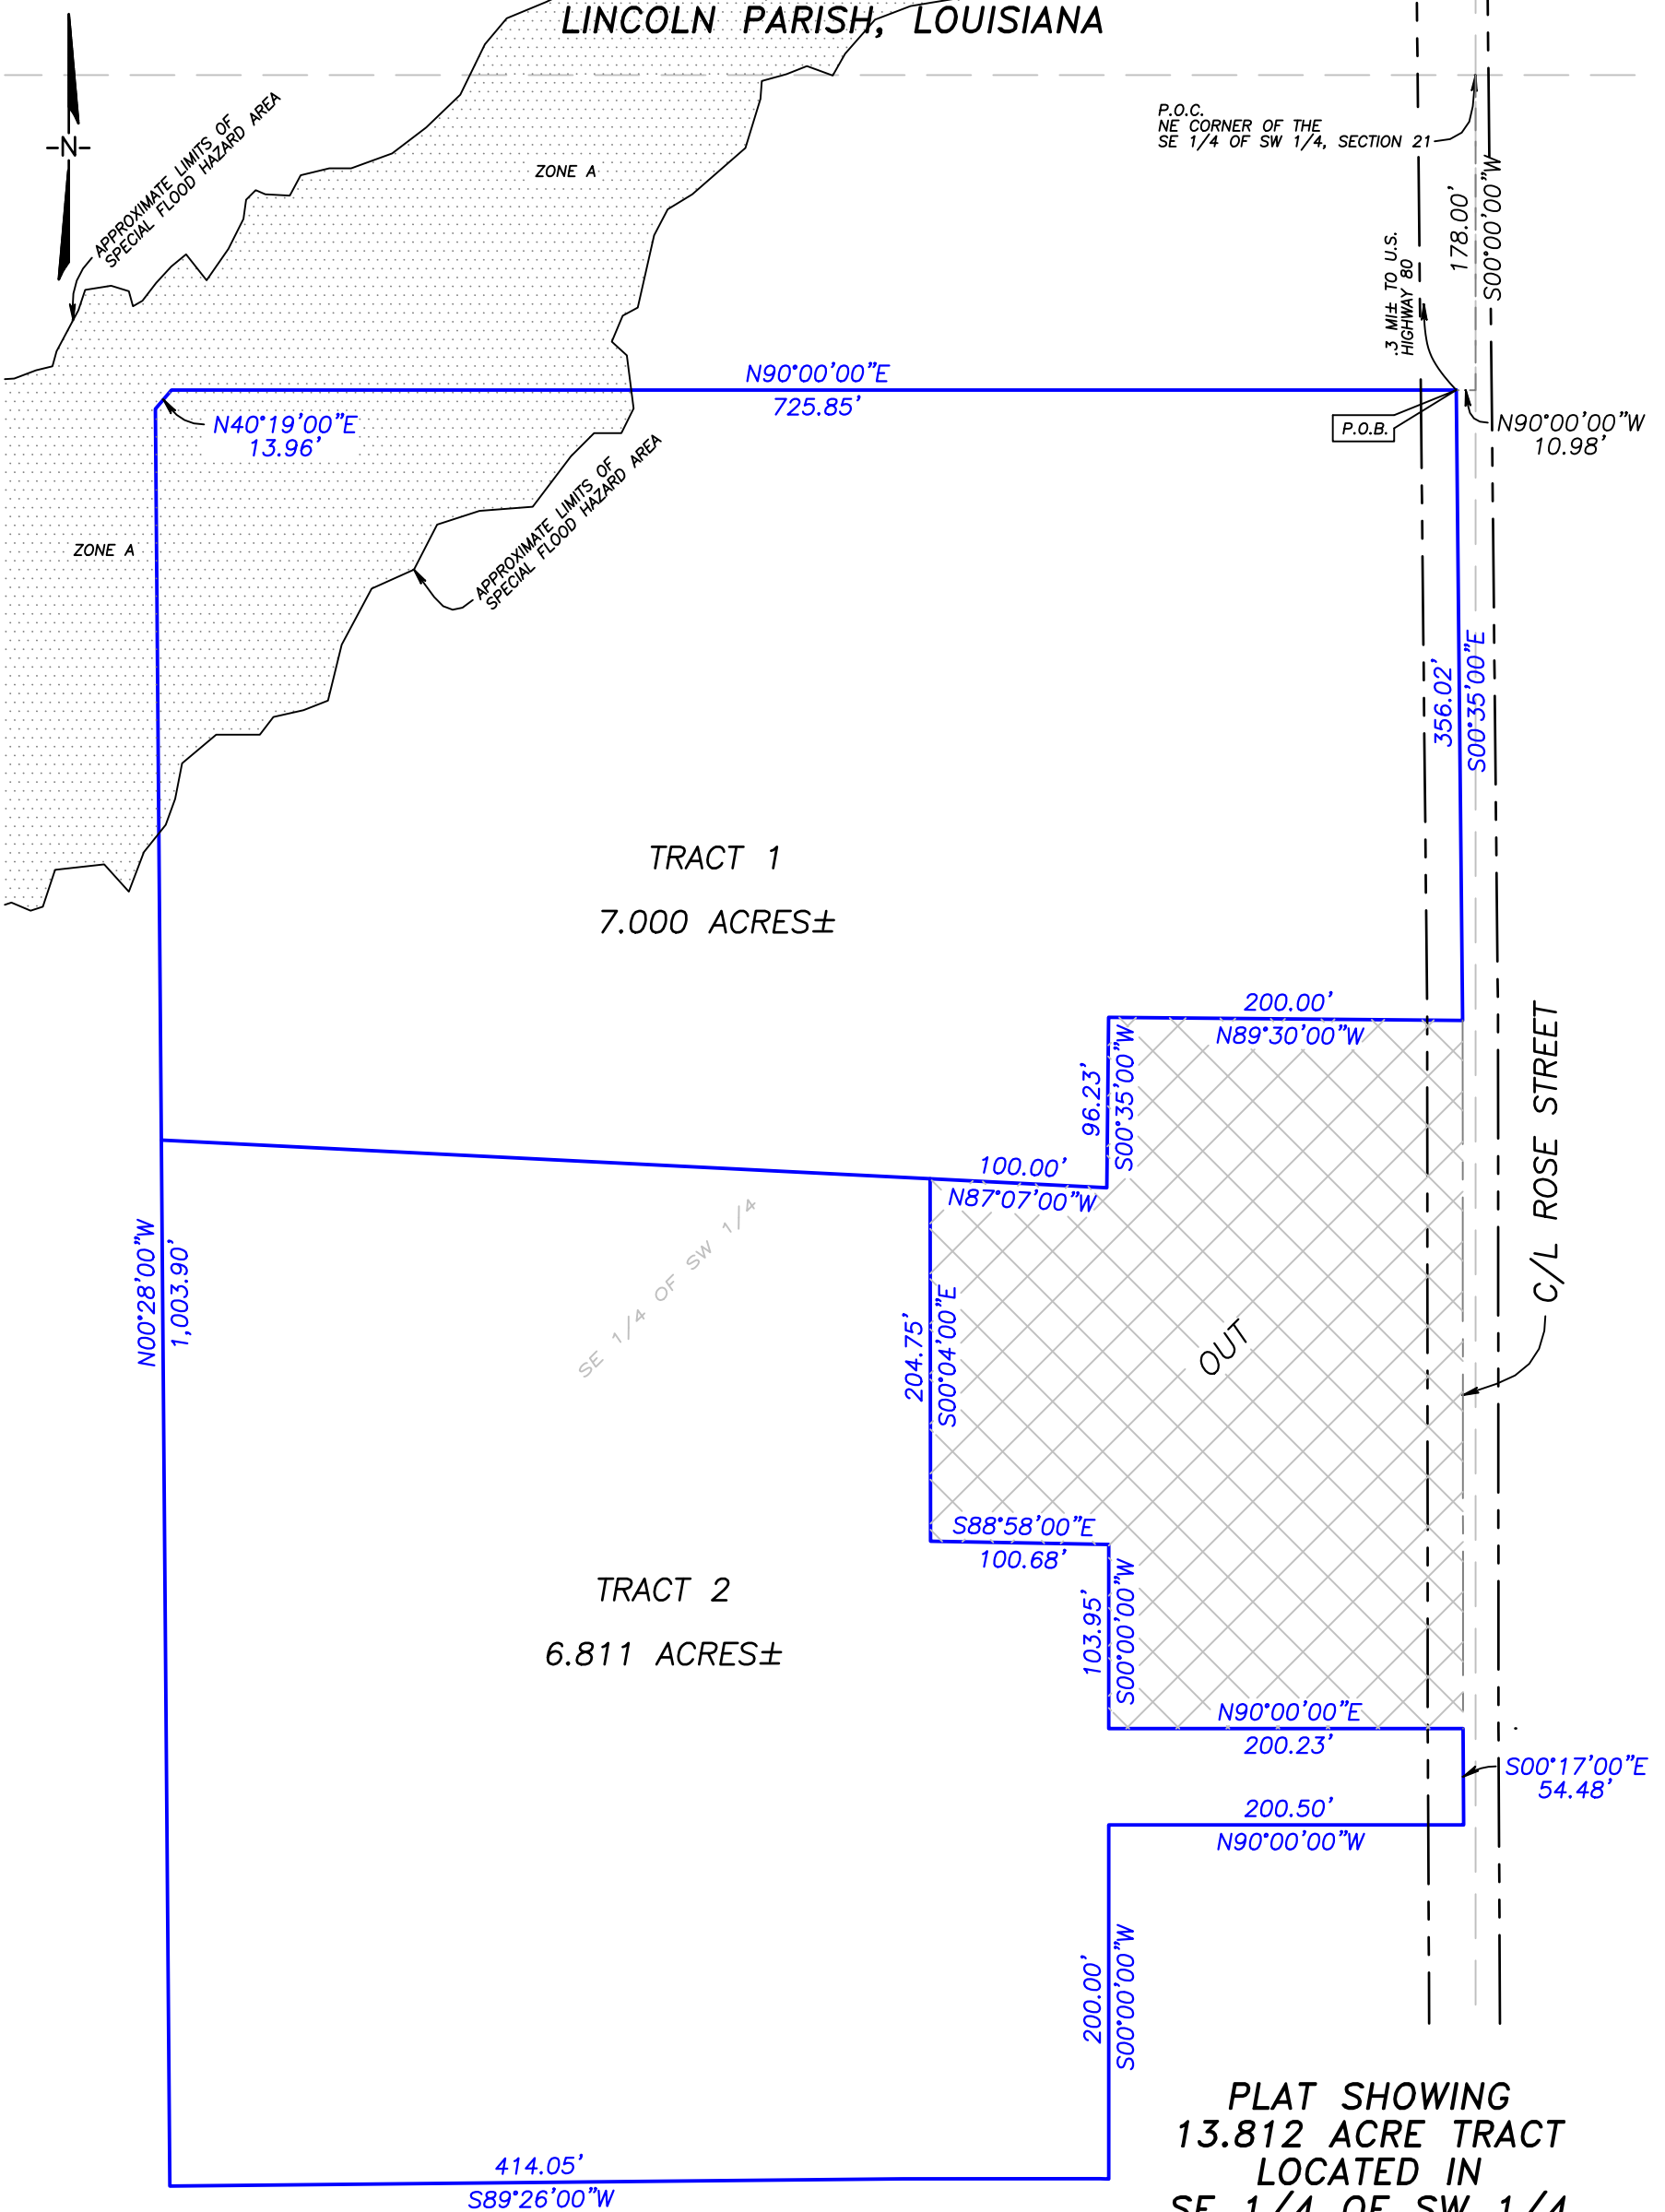 LINCOLN PARISH, LOUISIANA
-N-
APPROXIMATE LIMITS OF
SPECIAL FLOOD HAZARD AREA
ZONE A
P.O.C.
NE CORNER OF THE
SE 1/4 OF SW 1/4, SECTION 21
178.00'
S00°00'00"W
.3 MI± TO U.S.
HIGHWAY 80
N90°00'00"E
725.85'
N40°19'00"E
13.96'
P.O.B.
N90°00'00"W
10.98'
APPROXIMATE LIMITS OF
SPECIAL FLOOD HAZARD AREA
ZONE A
356.02'
S00°35'00"E
TRACT 1
7.000 ACRES±
200.00'
N89°30'00"W
96.23'
S00°35'00"W
C/L ROSE STREET
100.00'
N87°07'00"W
N00°28'00"W
1,003.90'
SE 1/4 OF SW 1/4
204.75'
S00°04'00"E
OUT
S88°58'00"E
100.68'
TRACT 2
6.811 ACRES±
103.95'
S00°00'00"W
N90°00'00"E
200.23'
S00°17'00"E
54.48'
200.50'
N90°00'00"W
200.00'
S00°00'00"W
414.05'
S89°26'00"W
PLAT SHOWING
13.812 ACRE TRACT
LOCATED IN
SE 1/4 OF SW 1/4